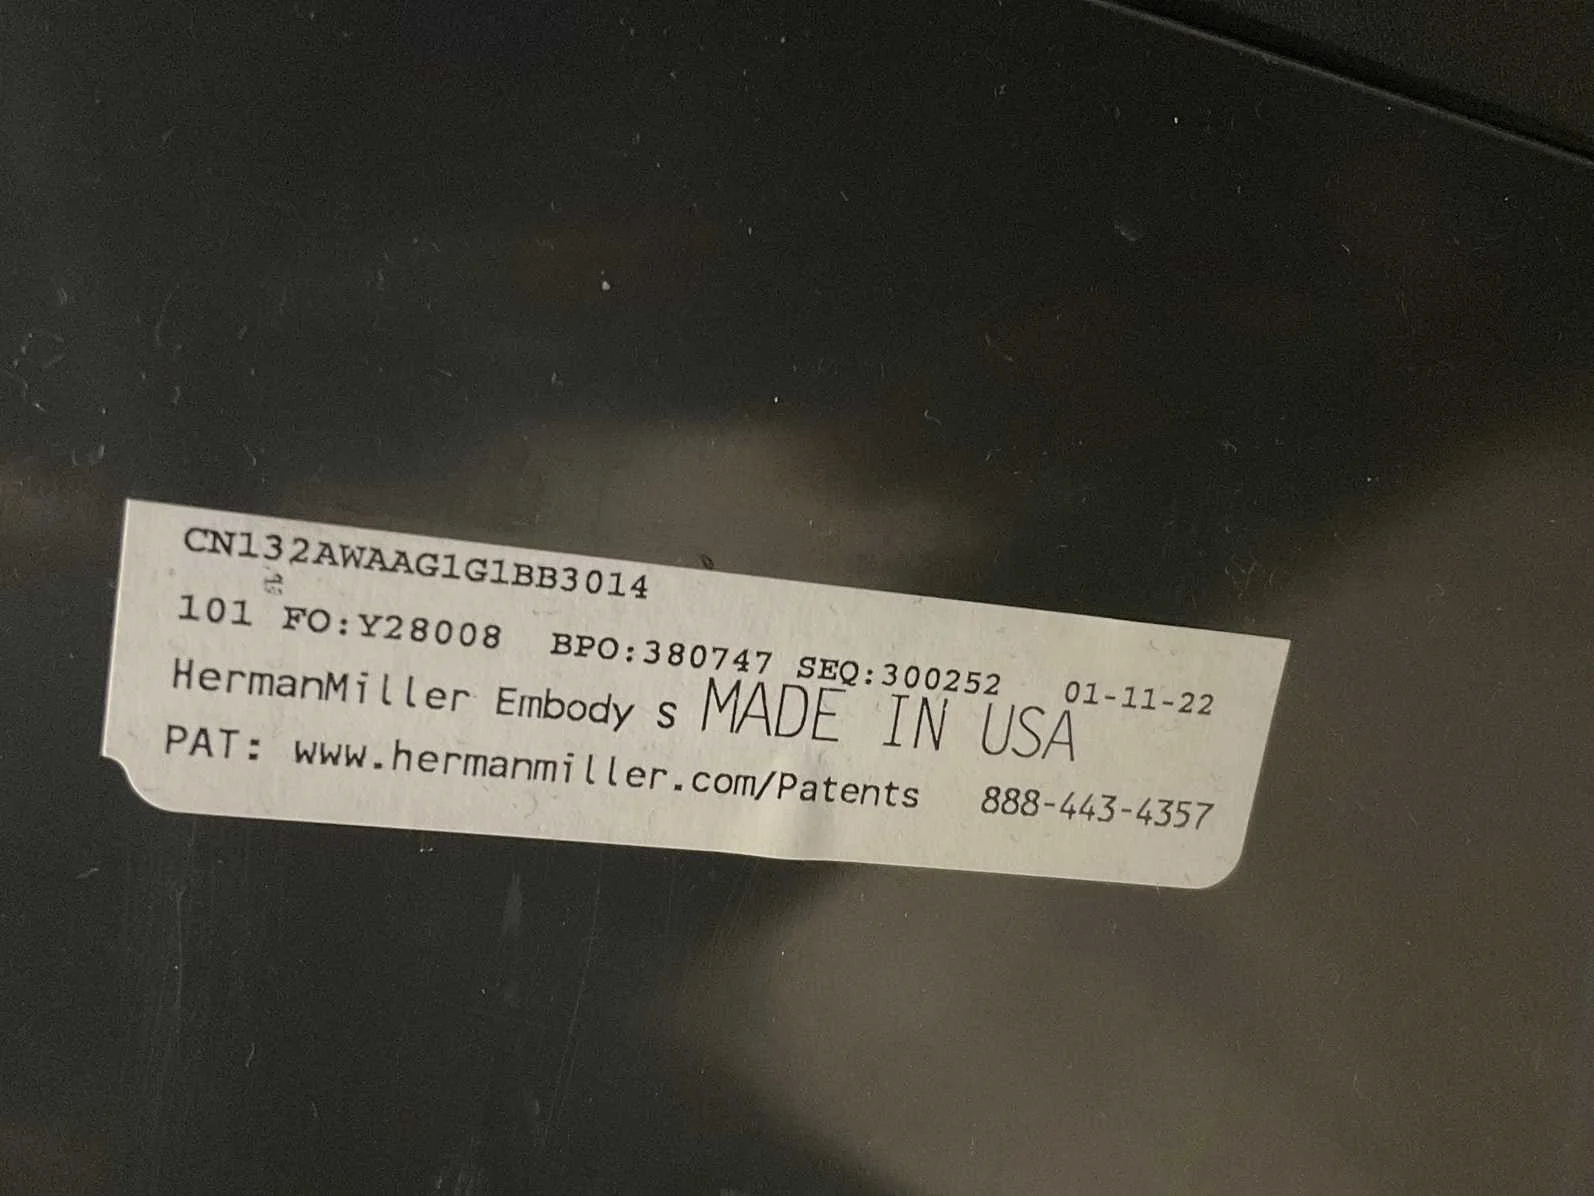 CN132AWAAG1G1BB3014
101 FO:Y28008 BPO:380747 SEQ:300252 01-11-22
HermanMiller Embody s MADE IN USA
PAT: www.hermanmiller.com/Patents 888-443-4357